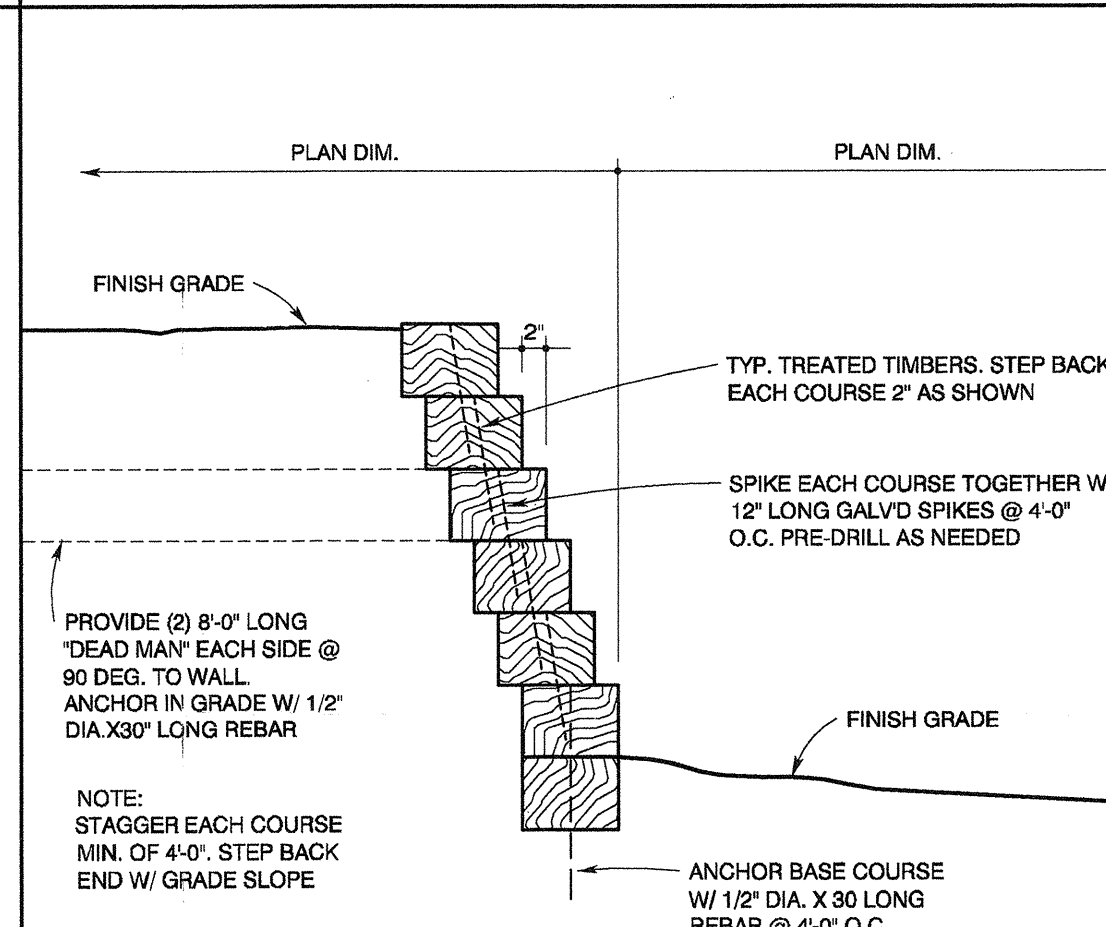 PLAN DIM.
PLAN DIM.
FINISH GRADE
2"
TYP. TREATED TIMBERS. STEP BACK
EACH COURSE 2" AS SHOWN
SPIKE EACH COURSE TOGETHER W
12" LONG GALV'D SPIKES @ 4'-0"
O.C. PRE-DRILL AS NEEDED
PROVIDE (2) 8'-0" LONG
"DEAD MAN" EACH SIDE @
90 DEG. TO WALL.
ANCHOR IN GRADE W/ 1/2"
DIA.X30" LONG REBAR
FINISH GRADE
NOTE:
STAGGER EACH COURSE
MIN. OF 4'-0". STEP BACK
END W/ GRADE SLOPE
ANCHOR BASE COURSE
W/ 1/2" DIA. X 30 LONG
REBAR @ 4'-0" O.C.